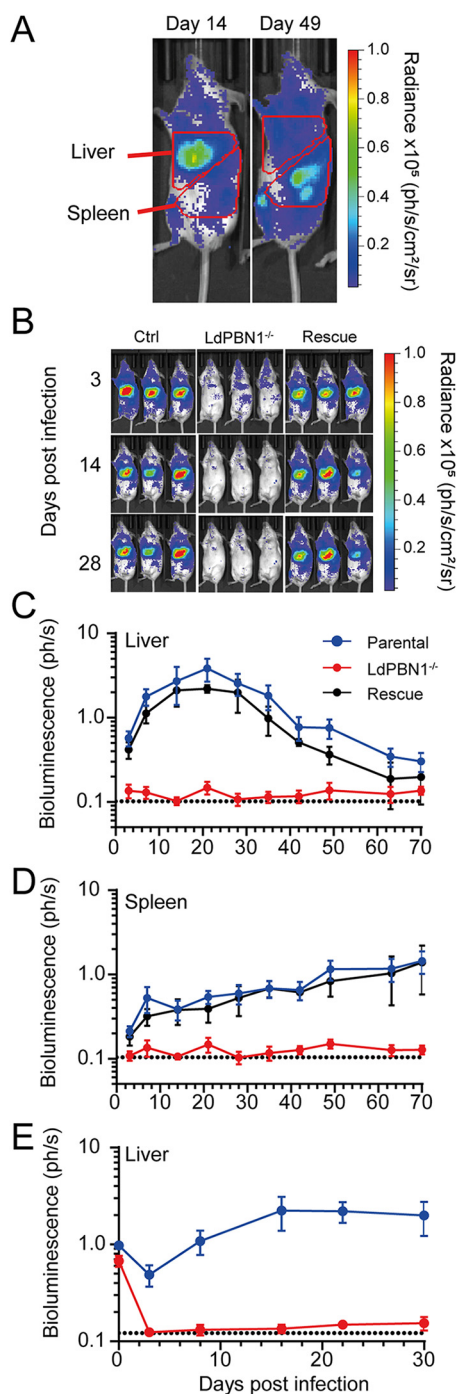 A
Day 14
Day 49
Liver
Spleen
1.0
0.8
0.6
0.4
0.2
Radiance x10⁵ (ph/s/cm²/sr)
B
Ctrl
LdPBN1⁻/⁻
Rescue
Days post infection
3
14
28
1.0
0.8
0.6
0.4
0.2
Radiance x10⁵ (ph/s/cm²/sr)
C
Liver
Parental
LdPBN1⁻/⁻
Rescue
Bioluminescence (ph/s)
10
1.0
0.1
0 10 20 30 40 50 60 70
D
Spleen
Bioluminescence (ph/s)
10
1.0
0.1
0 10 20 30 40 50 60 70
E
Liver
Bioluminescence (ph/s)
10
1.0
0.1
0 10 20 30
Days post infection